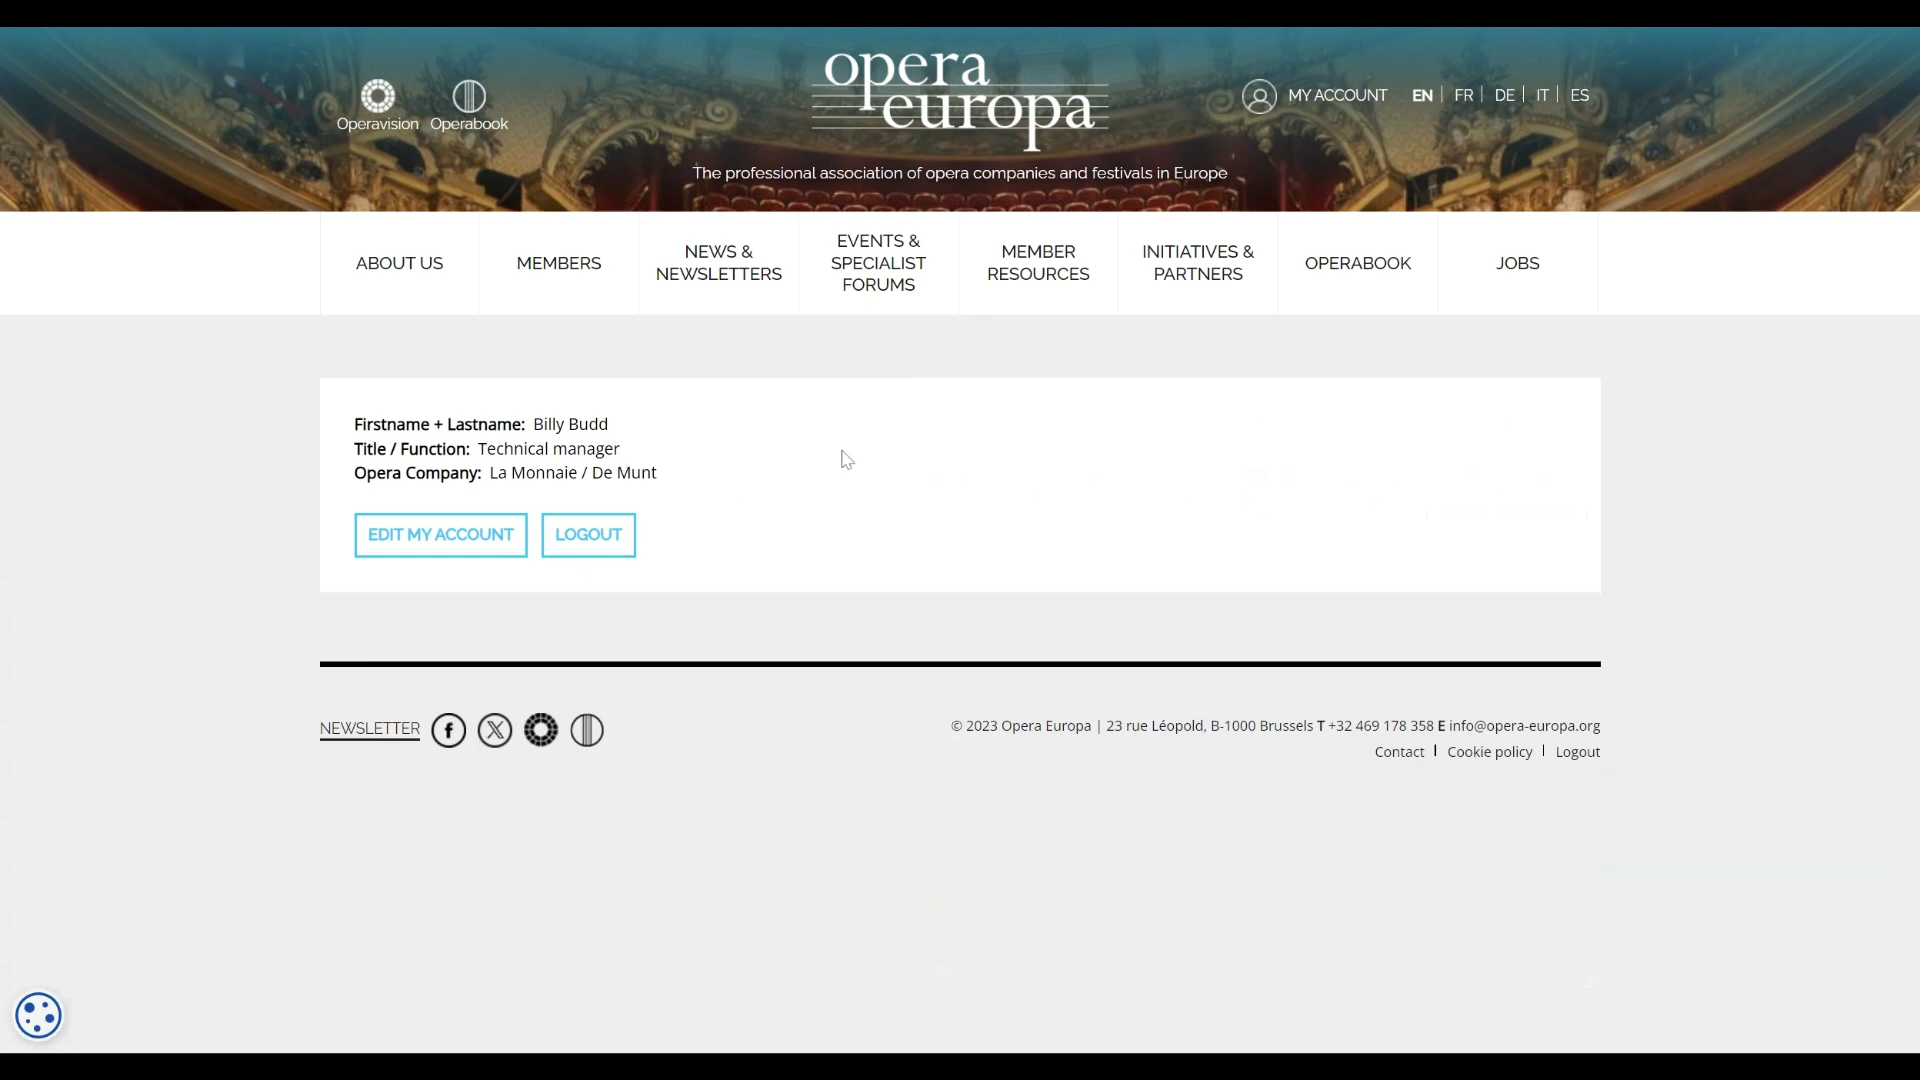 opera
europa
Operavision
Operabook
MY ACCOUNT
EN | FR | DE | IT | ES
The professional association of opera companies and festivals in Europe
ABOUT US
MEMBERS
NEWS &
NEWSLETTERS
EVENTS &
SPECIALIST
FORUMS
MEMBER
RESOURCES
INITIATIVES &
PARTNERS
OPERABOOK
JOBS
Firstname + Lastname: Billy Budd
Title / Function: Technical manager
Opera Company: La Monnaie / De Munt
EDIT MY ACCOUNT
LOGOUT
NEWSLETTER
© 2023 Opera Europa | 23 rue Léopold, B-1000 Brussels T +32 469 178 358 E info@opera-europa.org
Contact | Cookie policy | Logout